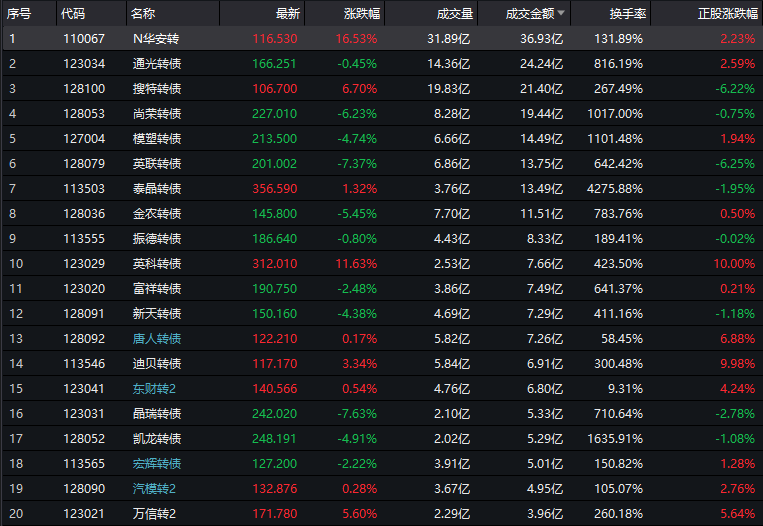 序号 代码 名称 最新 涨跌幅 成交量 成交金额 换手率 正股涨跌幅
1 110067 N华安转 116.530 16.53% 31.89亿 36.93亿 131.89% 2.23%
2 123034 通光转债 166.251 -0.45% 14.36亿 24.24亿 816.19% 2.59%
3 128100 搜特转债 106.700 6.70% 19.83亿 21.40亿 267.49% -6.22%
4 128053 尚荣转债 227.010 -6.23% 8.28亿 19.44亿 1017.00% -0.75%
5 127004 模塑转债 213.500 -4.74% 6.66亿 14.49亿 1101.48% 1.94%
6 128079 英联转债 201.002 -7.37% 6.86亿 13.75亿 642.42% -6.25%
7 113503 泰晶转债 356.590 1.32% 3.76亿 13.49亿 4275.88% -1.95%
8 128036 金农转债 145.800 -5.45% 7.70亿 11.51亿 783.76% 0.50%
9 113555 振德转债 186.640 -0.80% 4.43亿 8.33亿 189.41% -0.02%
10 123029 英科转债 312.010 11.63% 2.53亿 7.66亿 423.50% 10.00%
11 123020 富祥转债 190.750 -2.48% 3.86亿 7.49亿 641.37% 0.21%
12 128091 新天转债 150.160 -4.38% 4.69亿 7.29亿 411.16% -1.18%
13 128092 唐人转债 122.210 0.17% 5.82亿 7.26亿 58.45% 6.88%
14 113546 迪贝转债 117.170 3.34% 5.84亿 6.91亿 300.48% 9.98%
15 123041 东财转2 140.566 0.54% 4.76亿 6.80亿 9.31% 4.24%
16 123031 晶瑞转债 242.020 -7.63% 2.10亿 5.33亿 710.64% -2.78%
17 128052 凯龙转债 248.191 -4.91% 2.02亿 5.29亿 1635.91% -1.08%
18 113565 宏辉转债 127.200 -2.22% 3.91亿 5.01亿 150.82% 1.28%
19 128090 汽模转2 132.876 0.28% 3.67亿 4.95亿 105.07% 2.76%
20 123021 万信转2 171.780 5.60% 2.29亿 3.96亿 260.18% 5.64%